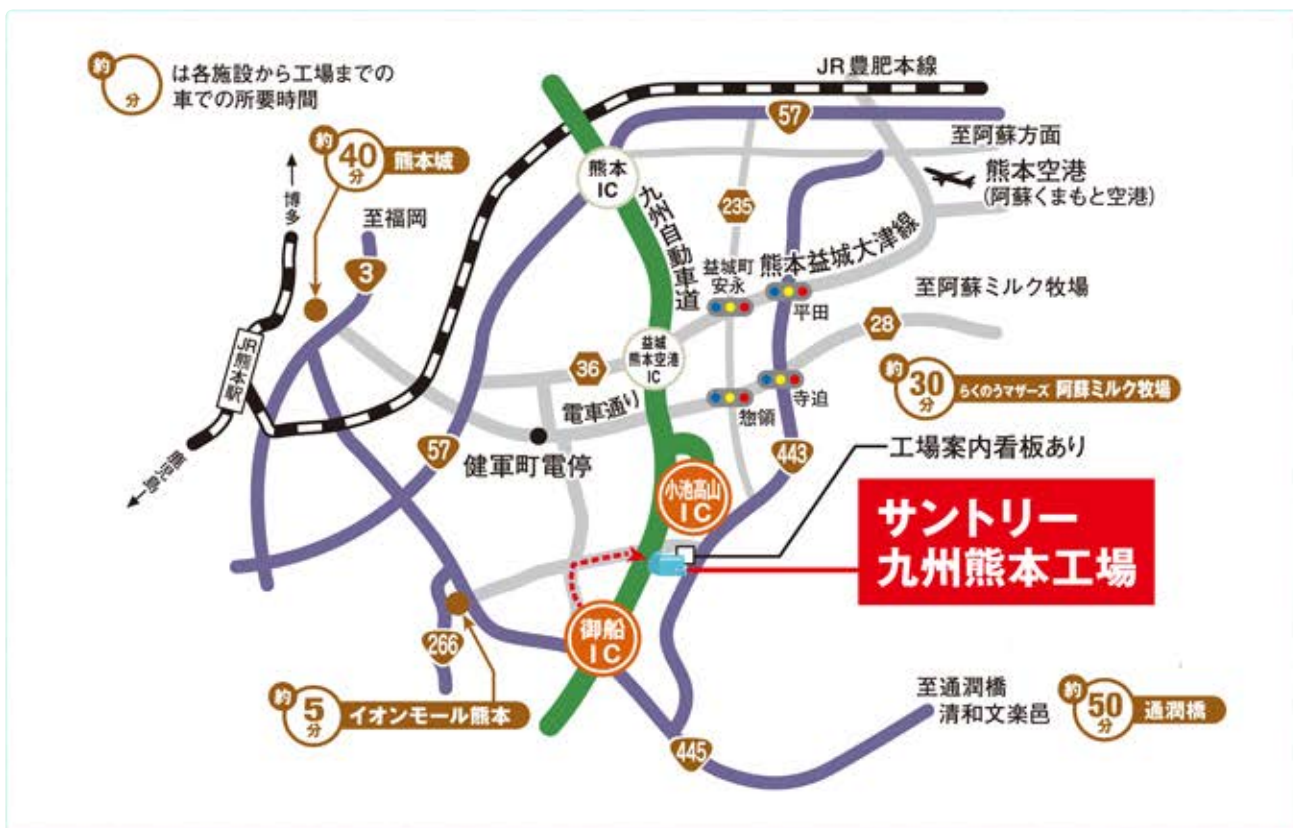 約 分
は各施設から工場までの
車での所要時間
JR豊肥本線
57
至阿蘇方面
熊本空港
(阿蘇くまもと空港)
約
40
分
熊本城
博多
至福岡
3
熊本
IC
九州自動車道
235
益城町
安永
熊本益城大津線
平田
至阿蘇ミルク牧場
28
JR熊本駅
益城
熊本空港
IC
36
電車通り
惣領
寺迫
約
30
分
らくのうマザーズ 阿蘇ミルク牧場
57
健軍町電停
443
工場案内看板あり
鹿児島
小池高山
IC
サントリー
九州熊本工場
御船
IC
266
約
5
分
イオンモール熊本
445
至通潤橋
清和文楽邑
約
50
分
通潤橋